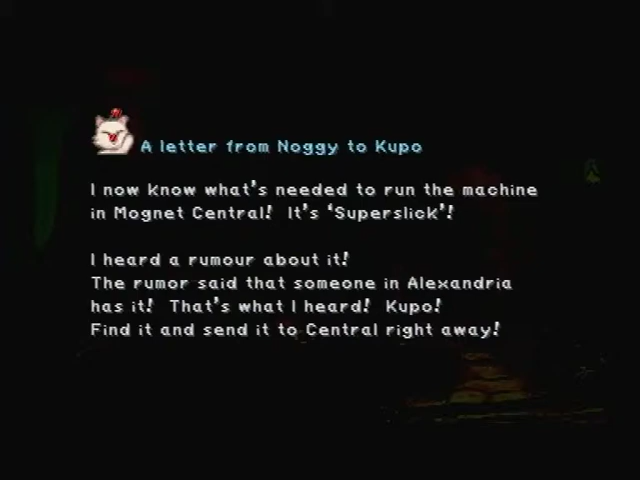 A letter from Noggy to Kupo
I now know what's needed to run the machine
in Mognet Central! It's 'Superslick'!
I heard a rumour about it!
The rumor said that someone in Alexandria
has it! That's what I heard! Kupo!
Find it and send it to Central right away!